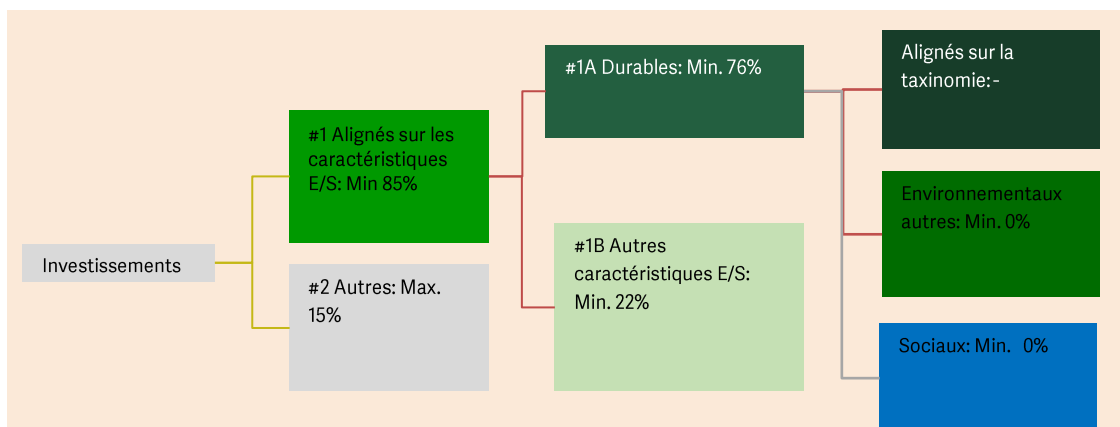 Investissements
#1 Alignés sur les
caractéristiques
E/S: Min 85%
#2 Autres: Max.
15%
#1A Durables: Min. 76%
#1B Autres
caractéristiques E/S:
Min. 22%
Alignés sur la
taxinomie:-
Environnementaux
autres: Min. 0%
Sociaux: Min. 0%